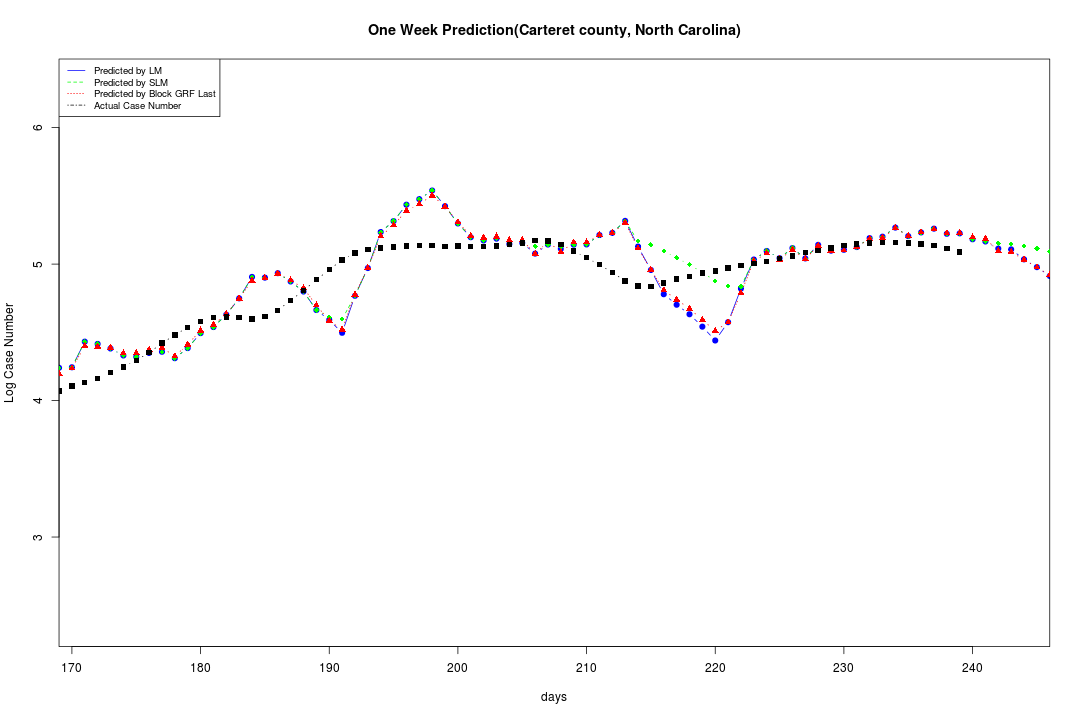 One Week Prediction(Carteret county, North Carolina)
Predicted by LM
Predicted by SLM
Predicted by Block GRF Last
Actual Case Number
6
5
4
3
Log Case Number
170 180 190 200 210 220 230 240
days